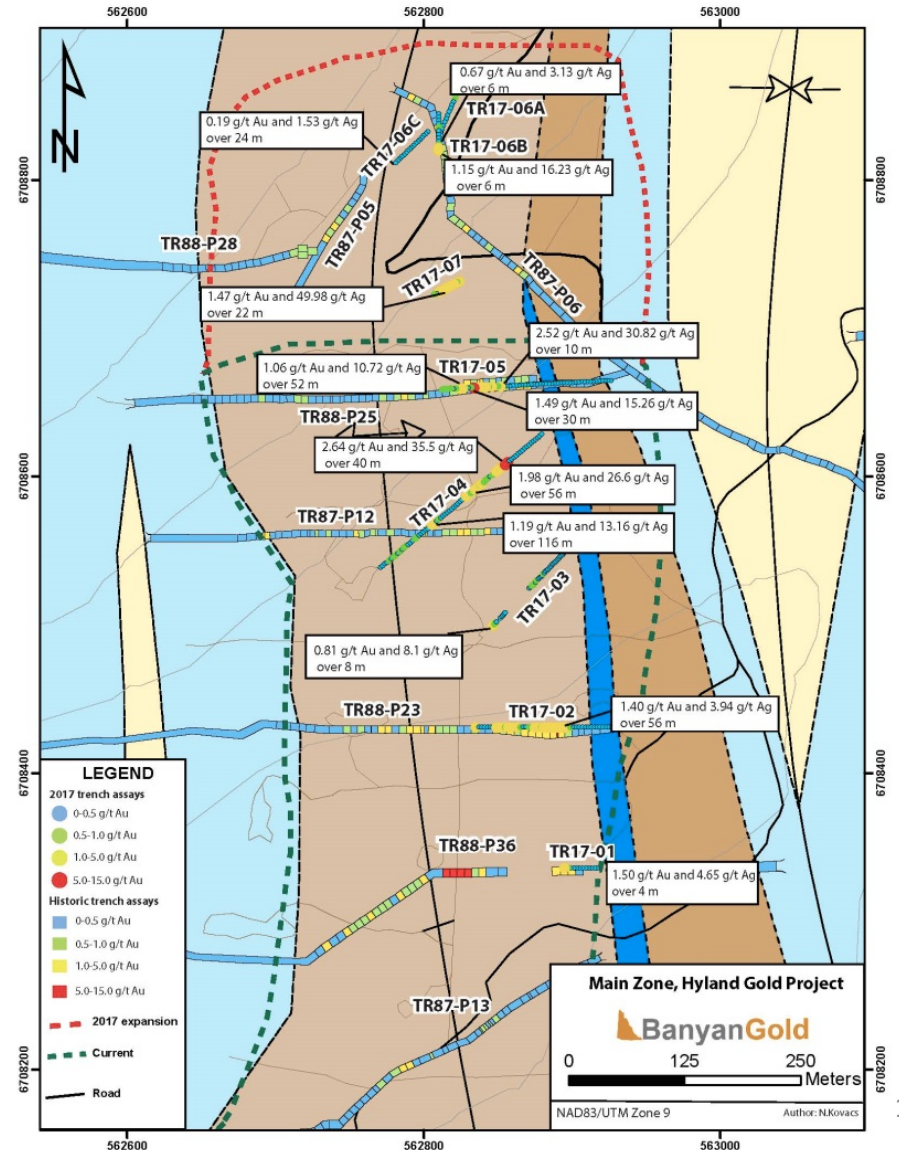 562600
562800
563000
0.67 g/t Au and 3.13 g/t Ag
over 6 m
TR17-06A
0.19 g/t Au and 1.53 g/t Ag
over 24 m
TR17-06C
TR17-06B
1.15 g/t Au and 16.23 g/t Ag
over 6 m
N
6708800
6708800
TR88-P28
TR87-P05
TR17-07
TR87-P06
1.47 g/t Au and 49.98 g/t Ag
over 22 m
2.52 g/t Au and 30.82 g/t Ag
over 10 m
1.06 g/t Au and 10.72 g/t Ag
over 52 m
TR17-05
1.49 g/t Au and 15.26 g/t Ag
over 30 m
TR88-P25
2.64 g/t Au and 35.5 g/t Ag
over 40 m
1.98 g/t Au and 26.6 g/t Ag
over 56 m
6708600
6708600
TR17-04
TR87-P12
1.19 g/t Au and 13.16 g/t Ag
over 116 m
TR17-03
0.81 g/t Au and 8.1 g/t Ag
over 8 m
TR88-P23
TR17-02
1.40 g/t Au and 3.94 g/t Ag
over 56 m
6708400
6708400
LEGEND
2017 trench assays
0-0.5 g/t Au
0.5-1.0 g/t Au
1.0-5.0 g/t Au
5.0-15.0 g/t Au
Historic trench assays
0-0.5 g/t Au
0.5-1.0 g/t Au
1.0-5.0 g/t Au
5.0-15.0 g/t Au
2017 expansion
Current
Road
TR88-P36
TR17-01
1.50 g/t Au and 4.65 g/t Ag
over 4 m
TR87-P13
6708200
6708200
Main Zone, Hyland Gold Project
BanyanGold
0 125 250
Meters
NAD83/UTM Zone 9
Author: N.Kovacs
562600
562800
563000